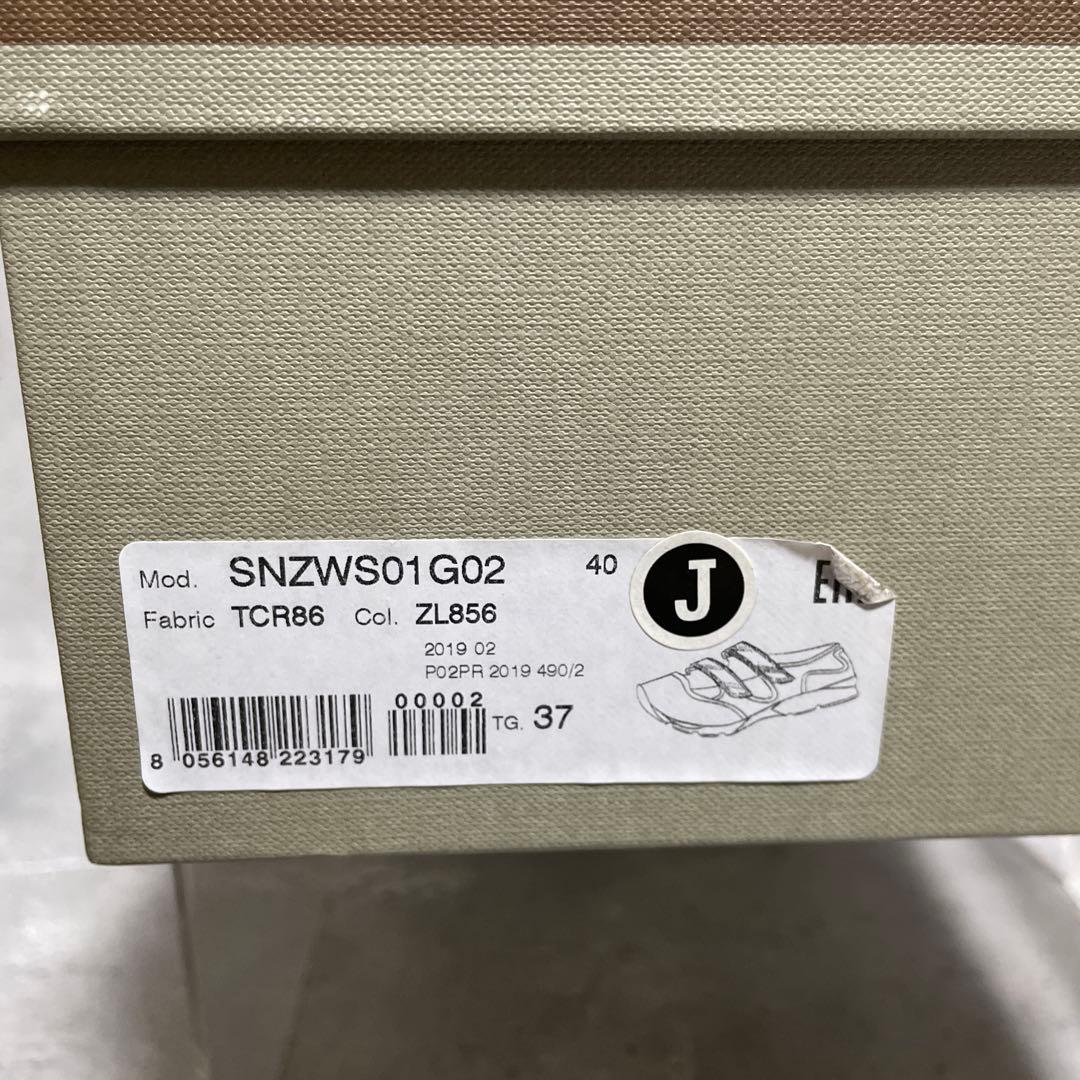 Mod. SNZWS01G02 40
J
Fabric TCR86 Col. ZL856
2019 02
P02PR 2019 490/2
00002
TG. 37
8 056148 223179